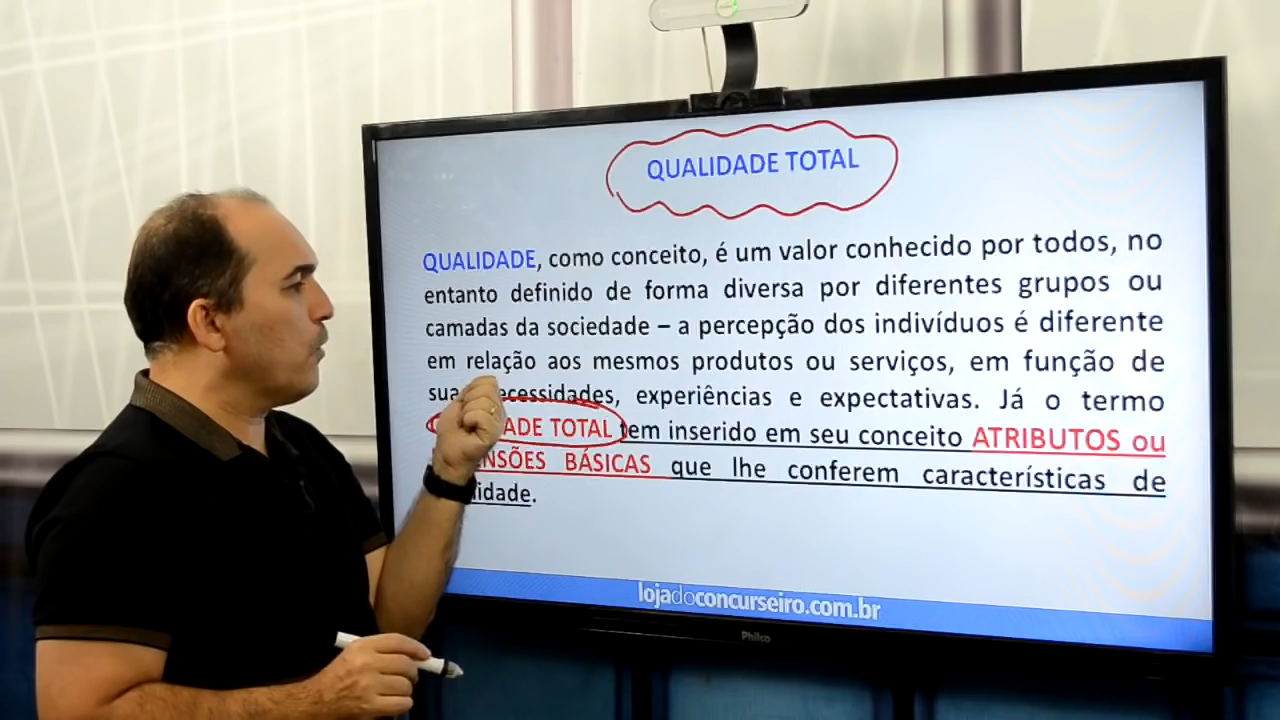 QUALIDADE TOTAL
QUALIDADE, como conceito, é um valor conhecido por todos, no
entanto definido de forma diversa por diferentes grupos ou
camadas da sociedade – a percepção dos indivíduos é diferente
em relação aos mesmos produtos ou serviços, em função de
experiências e expectativas. Já o termo
TOTAL tem inserido em seu conceito ATRIBUTOS ou
BÁSICAS que lhe conferem características de
lojadoconcurseiro.com.br
Philco